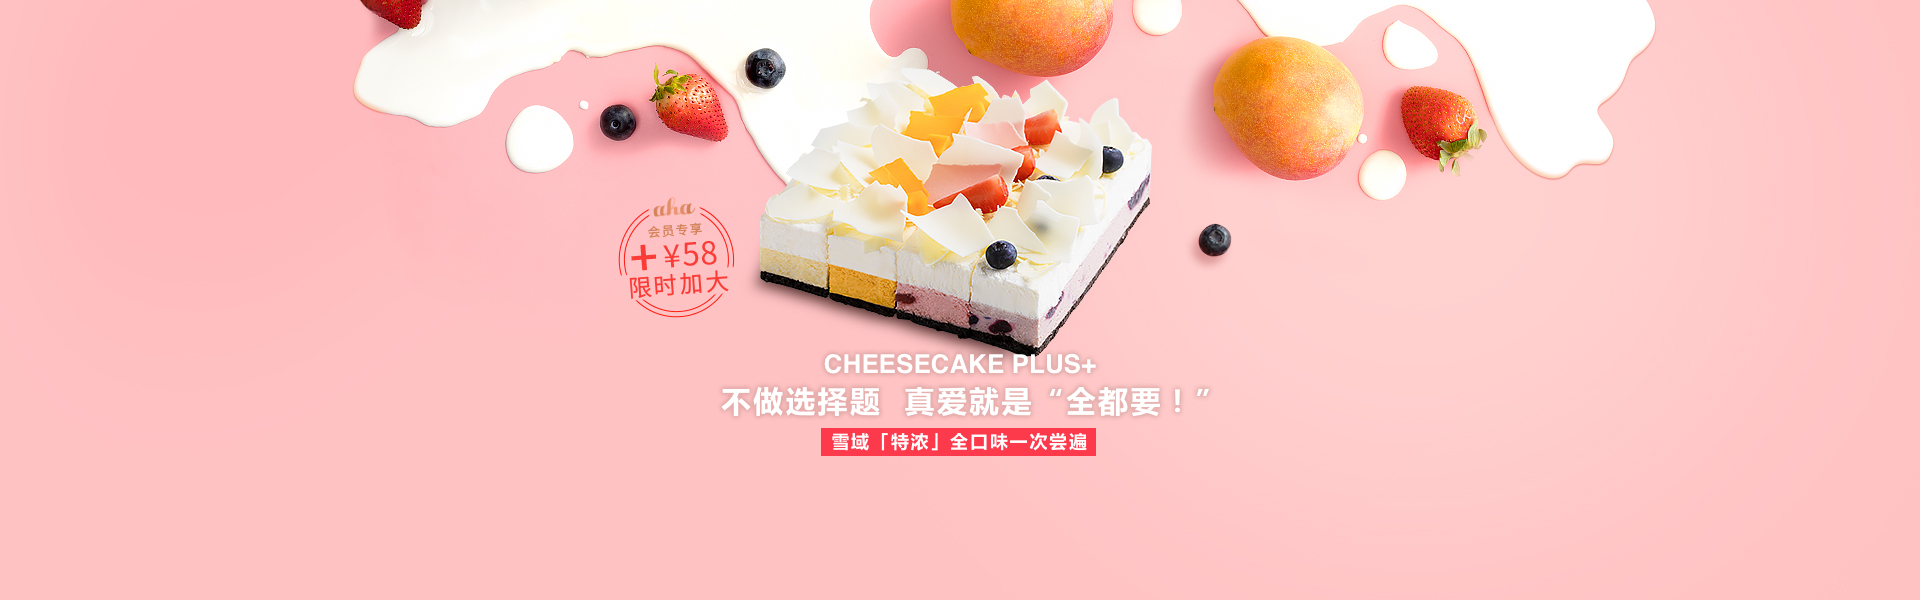 aha
会员专享
+¥58
限时加大
CHEESECAKE PLUS+
不做选择题 真爱就是“全都要！”
雪域「特浓」全口味一次尝遍